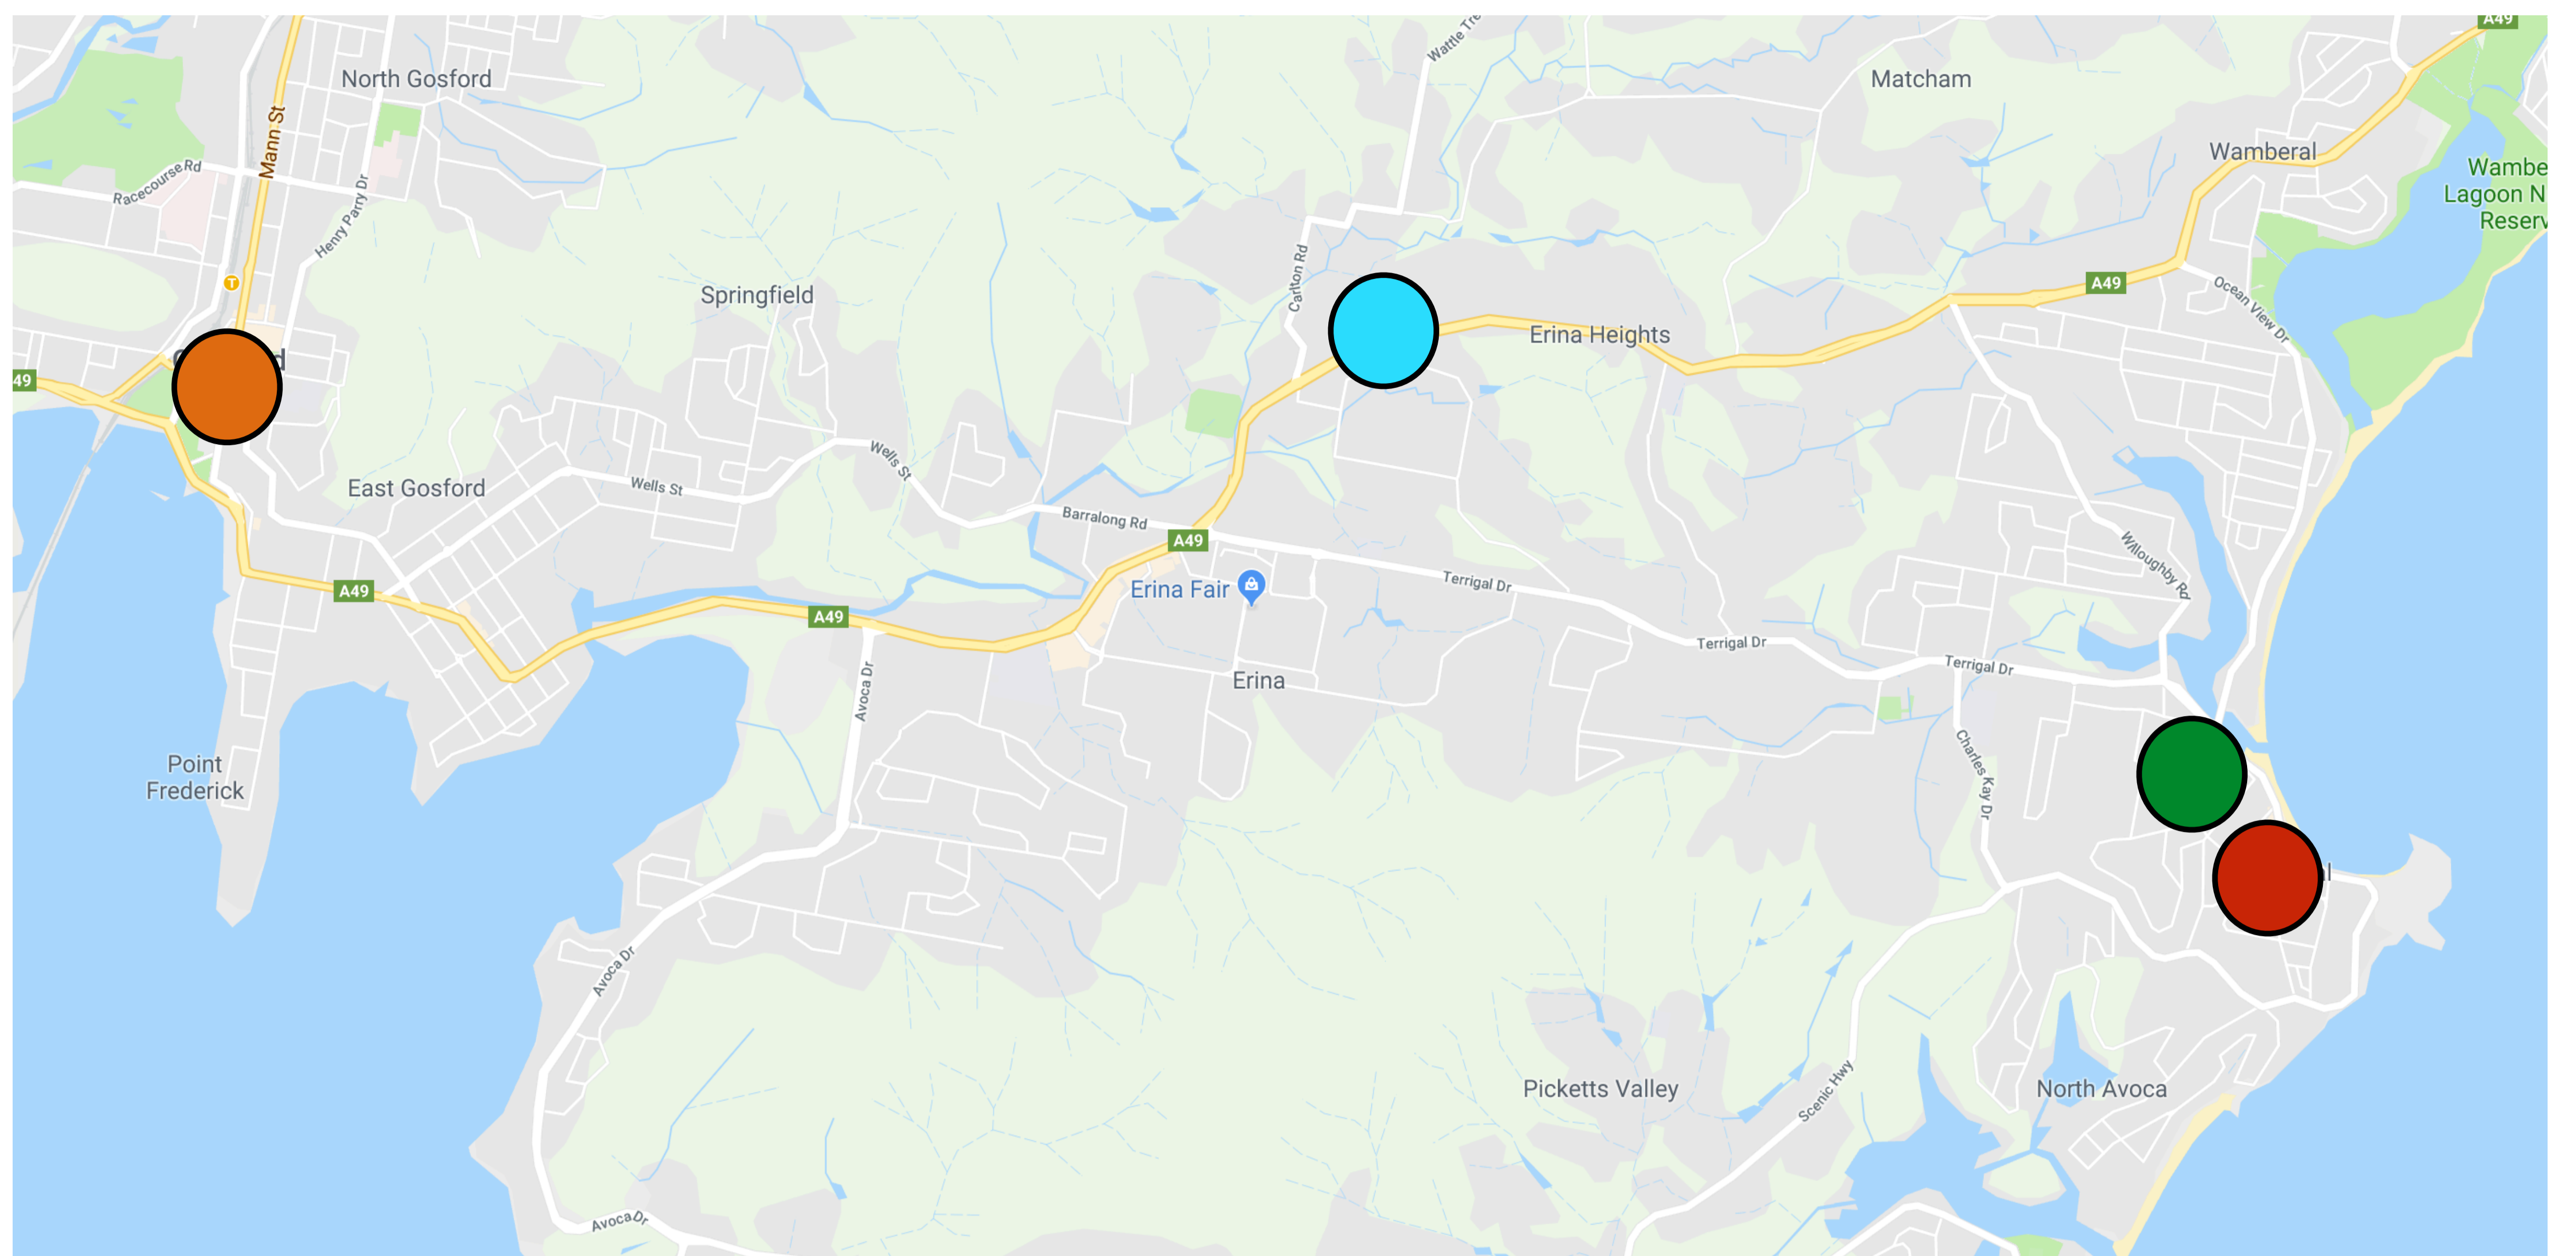 A49
North Gosford
Matcham
Wattle Tre
Mann St
Wamberal
Racecourse Rd
Wambe
Lagoon N
Reserv
Henry Parry Dr
T
Carlton Rd
A49
Springfield
Ocean View Dr
Erina Heights
d
49
Wells St
East Gosford
Wells St
Barralong Rd
A49
Willoughby Rd
Terrigal Dr
Erina Fair
A49
A49
Terrigal Dr
Terrigal Dr
Avoca Dr
Erina
Point
Frederick
Charles Kay Dr
l
Avoca Dr
Picketts Valley
Scenic Hwy
North Avoca
Avoca Dr